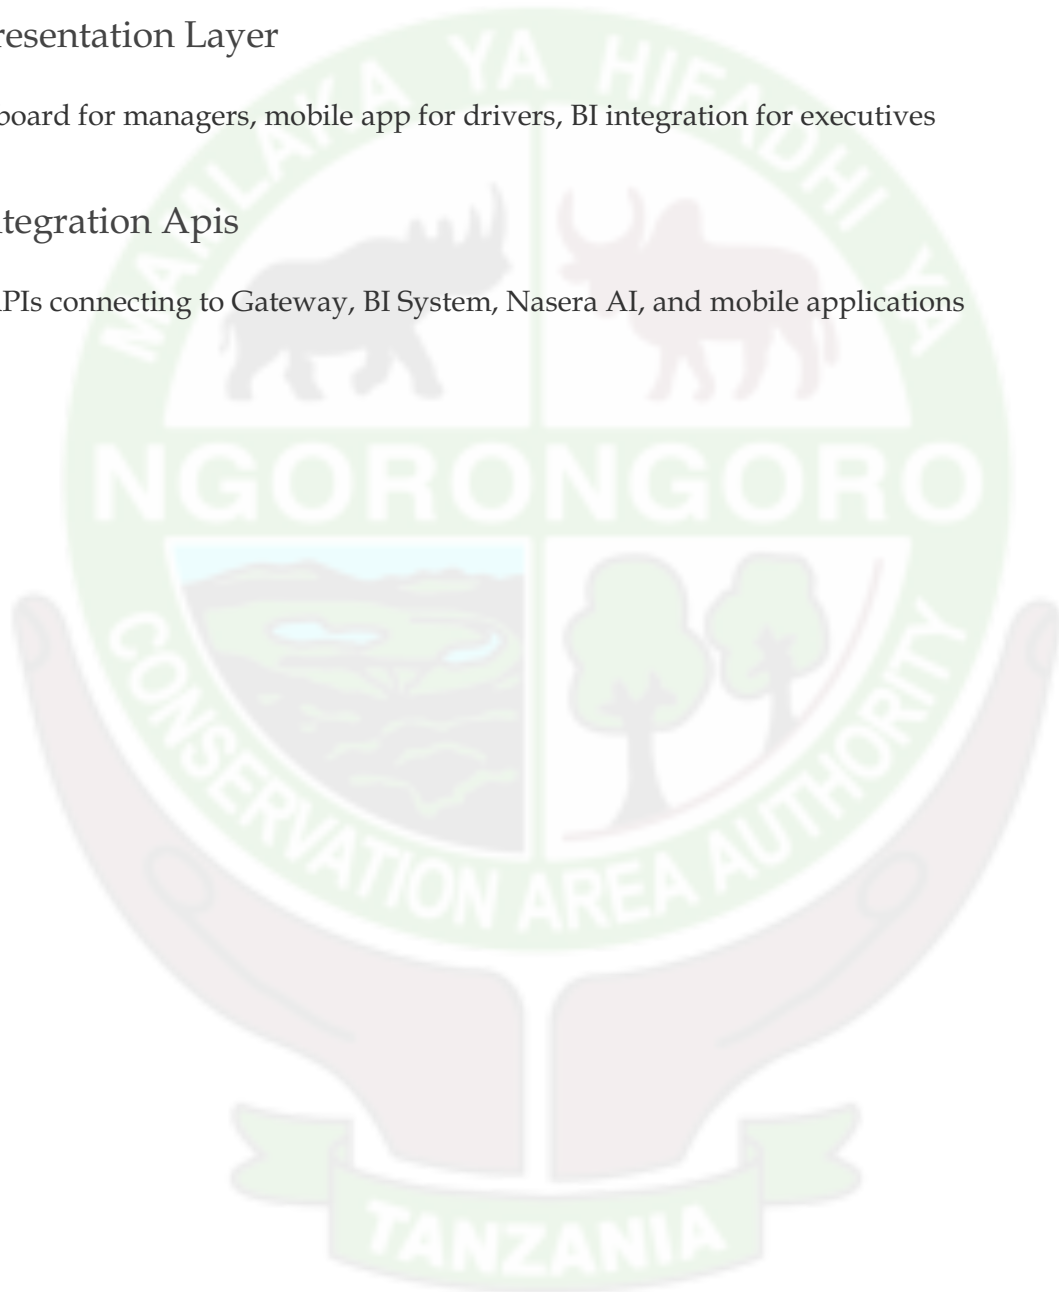 resentation Layer
board for managers, mobile app for drivers, BI integration for executives
tegration Apis
PIs connecting to Gateway, BI System, Nasera AI, and mobile applications
MAMLAKA YA HIFADHI YA
NGORONGORO
CONSERVATION AREA AUTHORITY
TANZANIA